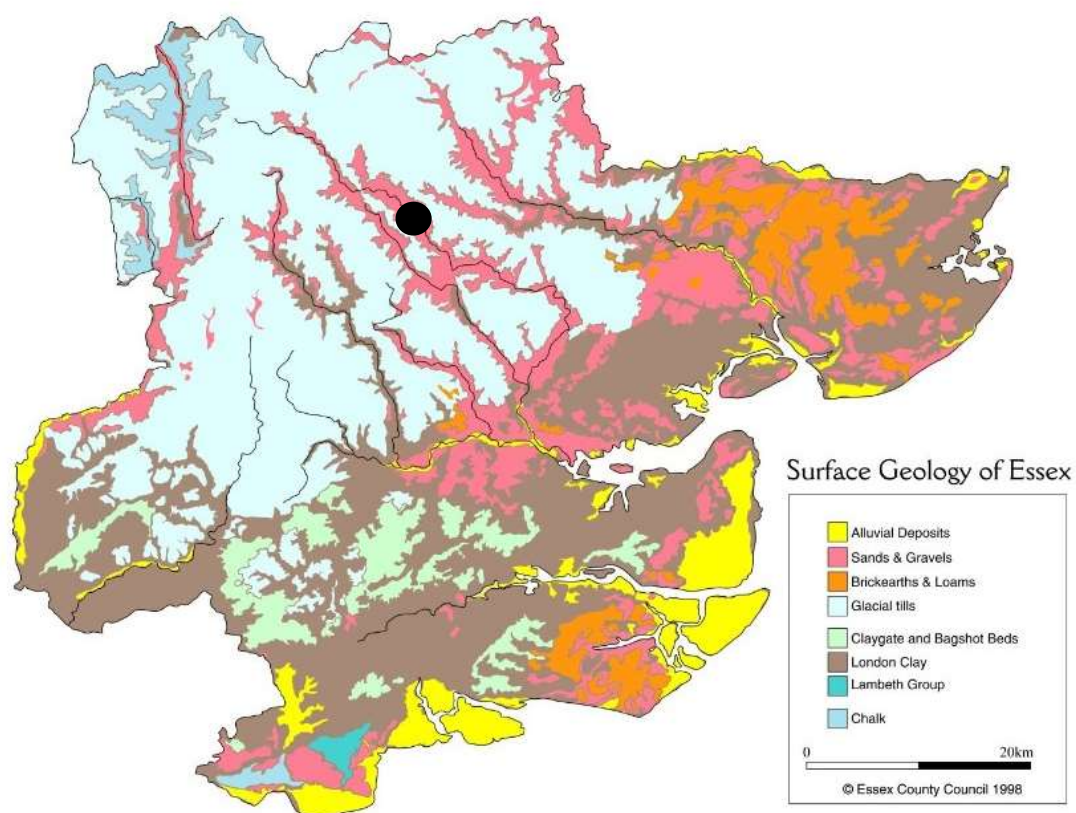 Surface Geology of Essex
Alluvial Deposits
Sands & Gravels
Brickearths & Loams
Glacial tills
Claygate and Bagshot Beds
London Clay
Lambeth Group
Chalk
0 20km
© Essex County Council 1998